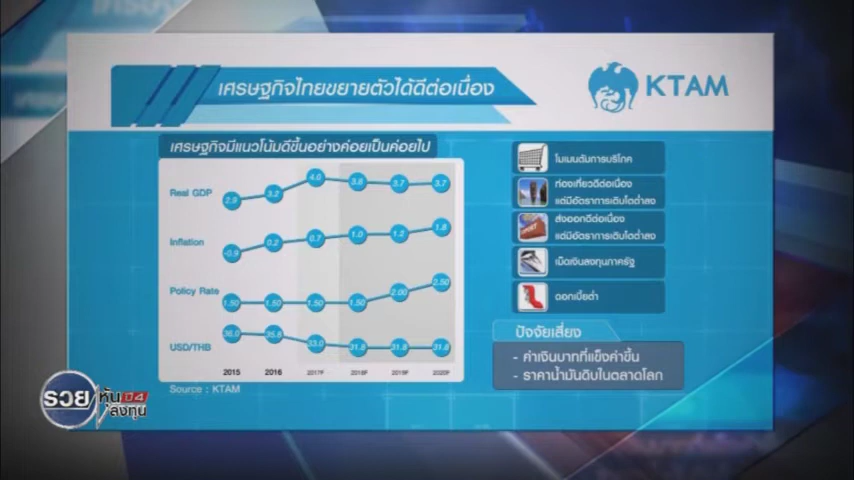 เศรษฐกิจไทยขยายตัวได้ดีต่อเนื่อง
KTAM
เศรษฐกิจมีแนวโน้มดีขึ้นอย่างค่อยเป็นค่อยไป
Real GDP 2.9 3.2 4.0 3.8 3.7 3.7
Inflation -0.9 0.2 0.7 1.0 1.2 1.8
Policy Rate 1.50 1.50 1.50 1.50 2.00 2.50
USD/THB 36.0 35.8 33.0 31.8 31.8 31.8
2015 2016 2017F 2018F 2019F 2020F
Source : KTAM
โมเมนตัมการบริโภค
ท่องเที่ยวดีต่อเนื่อง
แต่มีอัตราการเติบโตต่ำลง
ส่งออกดีต่อเนื่อง
แต่มีอัตราการเติบโตต่ำลง
เม็ดเงินลงทุนภาครัฐ
ดอกเบี้ยต่ำ
ปัจจัยเสี่ยง
- ค่าเงินบาทที่แข็งค่าขึ้น
- ราคาน้ำมันดิบในตลาดโลก
รวย หุ้น
ลงทุน